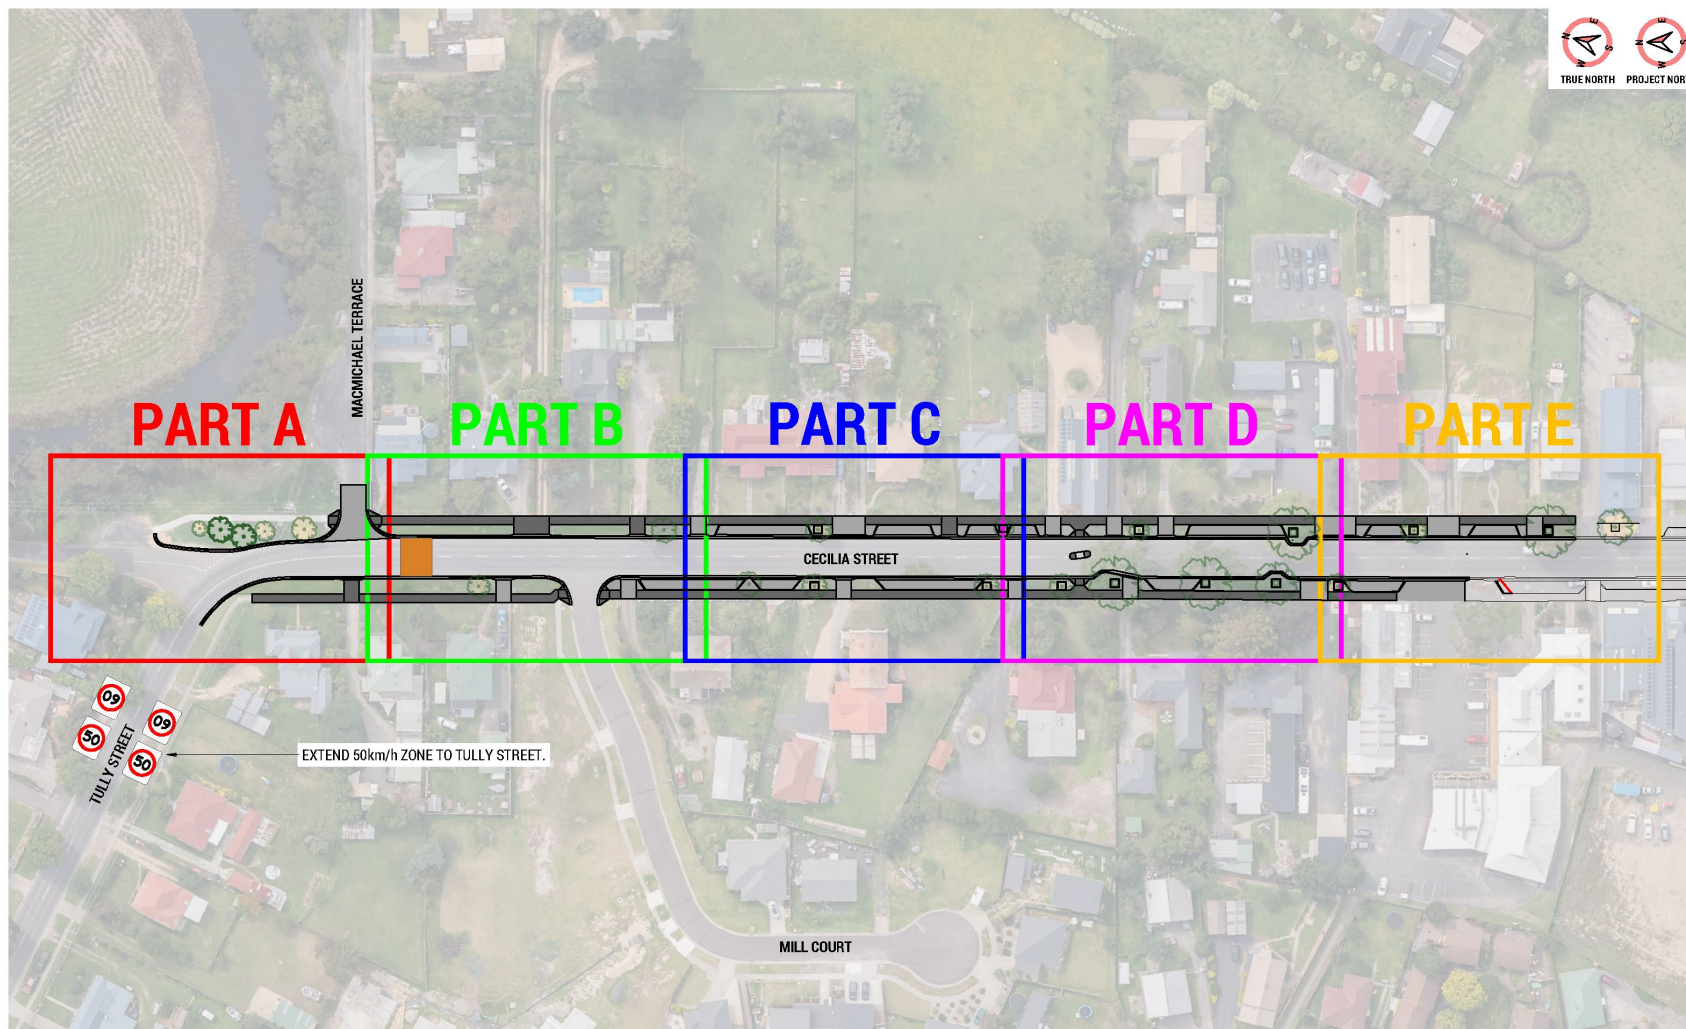 N E S W
N E S W
TRUE NORTH
PROJECT NOR
MACMICHAEL TERRACE
PART A
PART B
PART C
PART D
PART E
CECILIA STREET
60
60
50
50
TULLY STREET
EXTEND 50km/h ZONE TO TULLY STREET.
MILL COURT